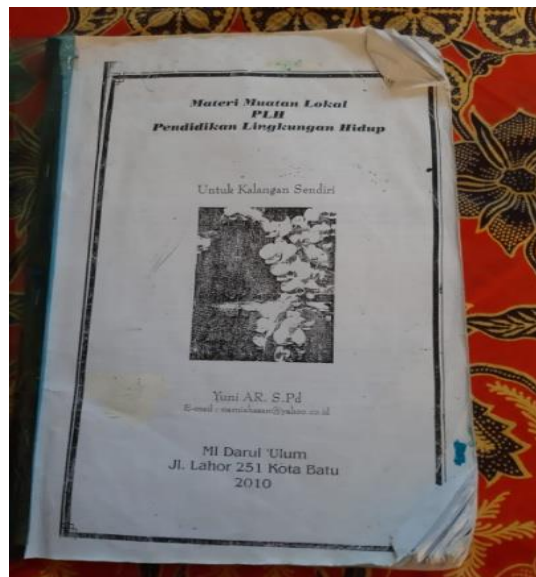 Materi Muatan Lokal
PLH
Pendidikan Lingkungan Hidup
Untuk Kalangan Sendiri
Yuni AR. S.Pd
E-mail :
MI Darul 'Ulum
Jl. Lahor 251 Kota Batu
2010